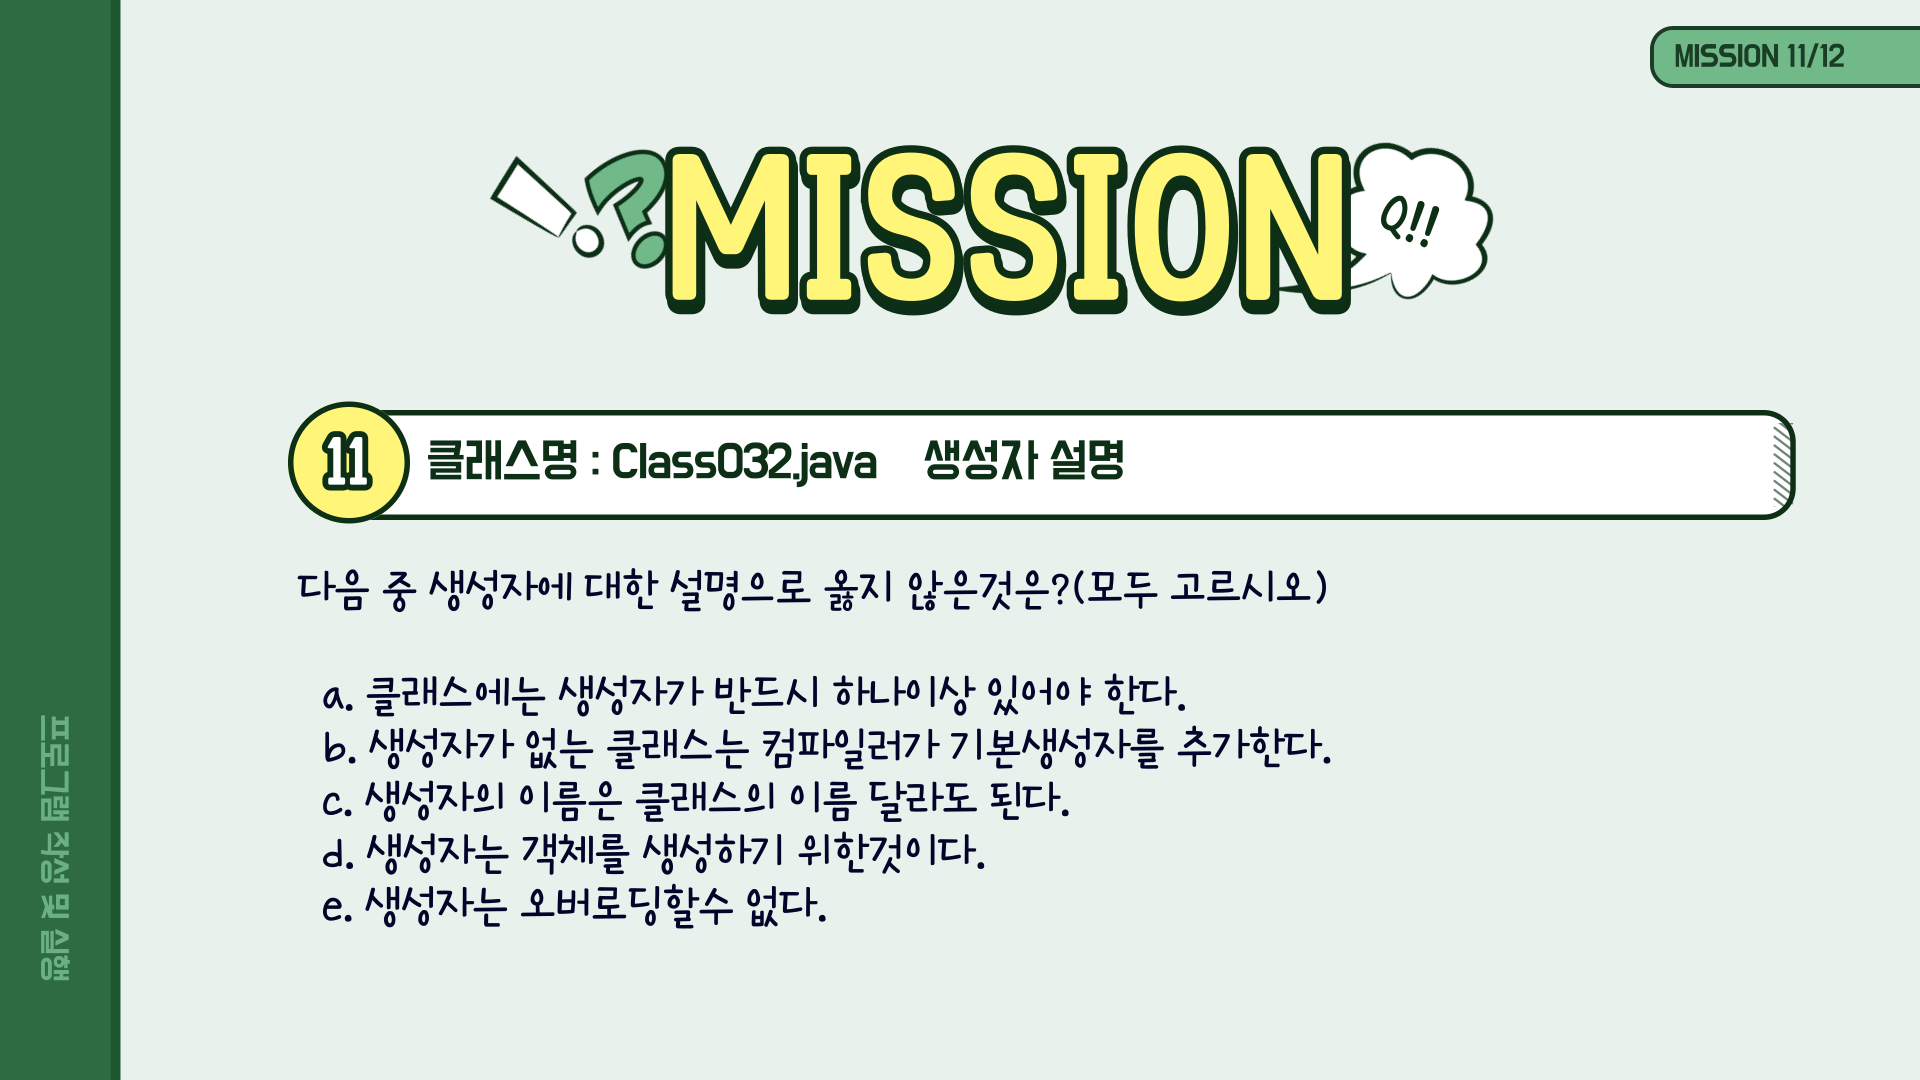 MISSION 11/12
MISSION
Q!!
11 클래스명 : Class032.java 생성자 설명
다음 중 생성자에 대한 설명으로 옳지 않은것은?(모두 고르시오)
a. 클래스에는 생성자가 반드시 하나이상 있어야 한다.
b. 생성자가 없는 클래스는 컴파일러가 기본생성자를 추가한다.
c. 생성자의 이름은 클래스의 이름 달라도 된다.
d. 생성자는 객체를 생성하기 위한것이다.
e. 생성자는 오버로딩할수 없다.
프로그램 작성 및 실행